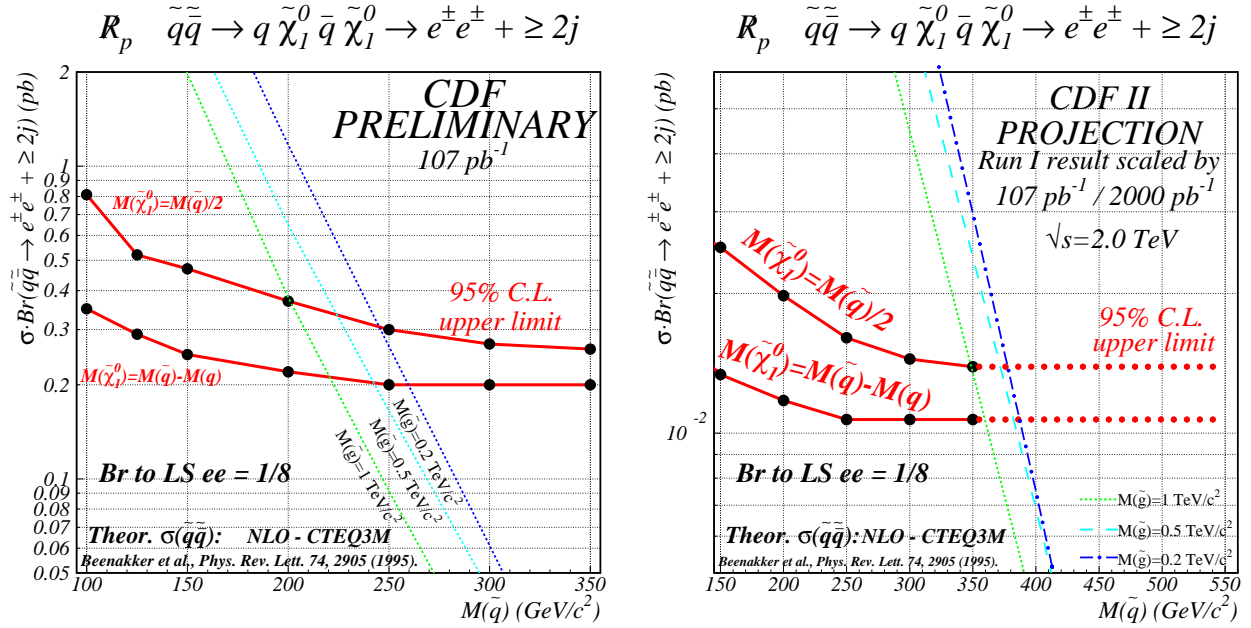 R̸p q̃q̃̄ → q χ̃₁⁰ q̄ χ̃₁⁰ → e±e± + ≥ 2j
σ·Br(q̃q̃̄ → e±e± + ≥ 2j) (pb)
2
1
0.9
0.8
0.7
0.6
0.5
0.4
0.3
0.2
0.1
0.09
0.08
0.07
0.06
0.05
CDF
PRELIMINARY
107 pb⁻¹
M(χ̃₁⁰)=M(q̃)/2
95% C.L.
upper limit
M(χ̃₁⁰)=M(q̃)-M(q)
M(g̃)=0.2 TeV/c²
M(g̃)=0.5 TeV/c²
M(g̃)=1 TeV/c²
Br to LS ee = 1/8
Theor. σ(q̃q̃̄): NLO - CTEQ3M
Beenakker et al., Phys. Rev. Lett. 74, 2905 (1995).
100 150 200 250 300 350
M(q̃) (GeV/c²)
R̸p q̃q̃̄ → q χ̃₁⁰ q̄ χ̃₁⁰ → e±e± + ≥ 2j
σ·Br(q̃q̃̄ → e±e± + ≥ 2j) (pb)
10⁻²
CDF II
PROJECTION
Run I result scaled by
107 pb⁻¹ / 2000 pb⁻¹
√s=2.0 TeV
M(χ̃₁⁰)=M(q̃)/2
95% C.L.
upper limit
M(χ̃₁⁰)=M(q̃)-M(q)
Br to LS ee = 1/8
M(g̃)=1 TeV/c²
M(g̃)=0.5 TeV/c²
M(g̃)=0.2 TeV/c²
Theor. σ(q̃q̃̄): NLO - CTEQ3M
Beenakker et al., Phys. Rev. Lett. 74, 2905 (1995).
150 200 250 300 350 400 450 500 550
M(q̃) (GeV/c²)